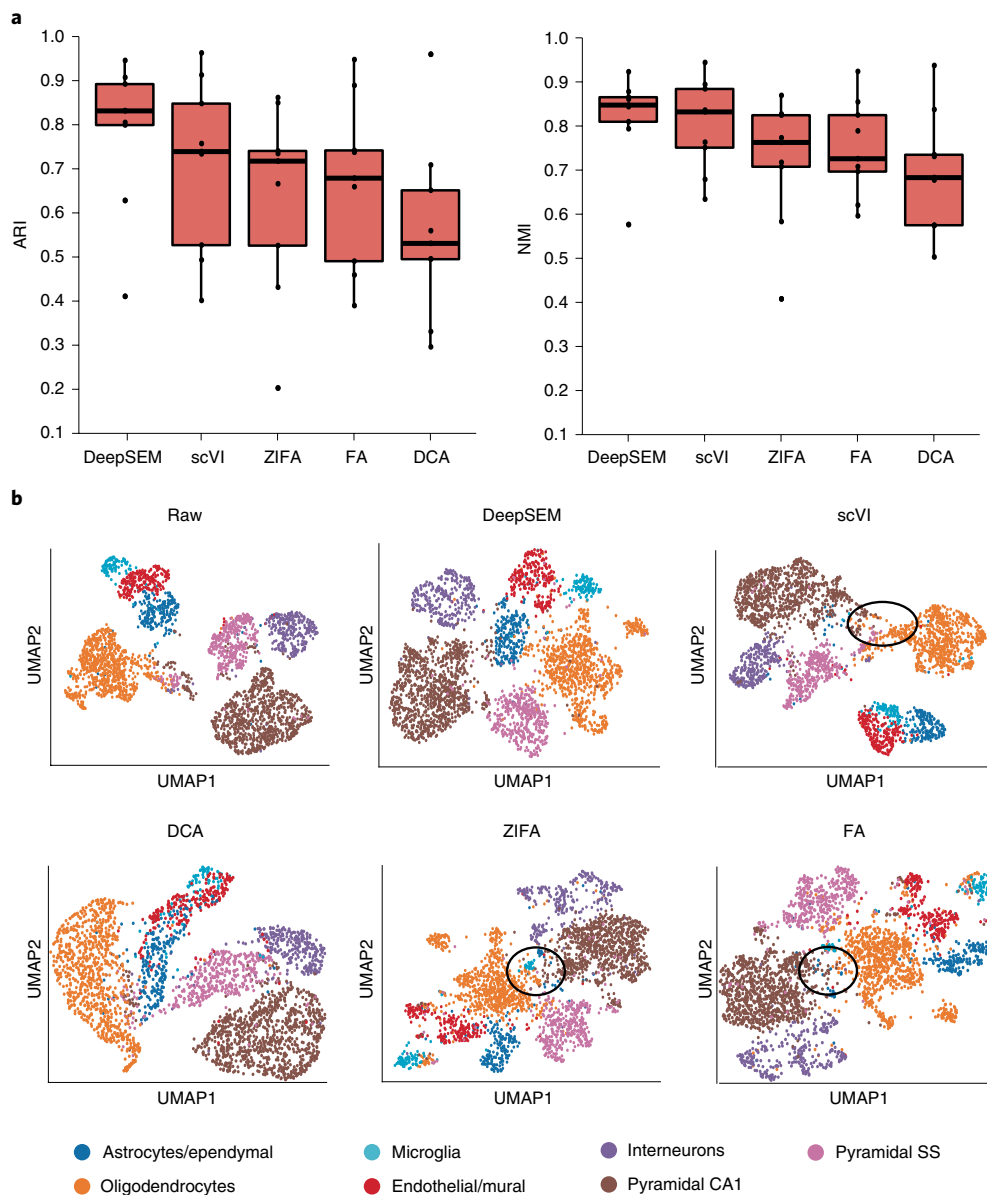 a
1.0
0.9
0.8
0.7
0.6
0.5
0.4
0.3
0.2
0.1
ARI
DeepSEM scVI ZIFA FA DCA
1.0
0.9
0.8
0.7
0.6
0.5
0.4
0.3
0.2
0.1
NMI
DeepSEM scVI ZIFA FA DCA
b
Raw
UMAP2
UMAP1
DeepSEM
UMAP2
UMAP1
scVI
UMAP2
UMAP1
DCA
UMAP2
UMAP1
ZIFA
UMAP2
UMAP1
FA
UMAP2
UMAP1
Astrocytes/ependymal Microglia Interneurons Pyramidal SS
Oligodendrocytes Endothelial/mural Pyramidal CA1